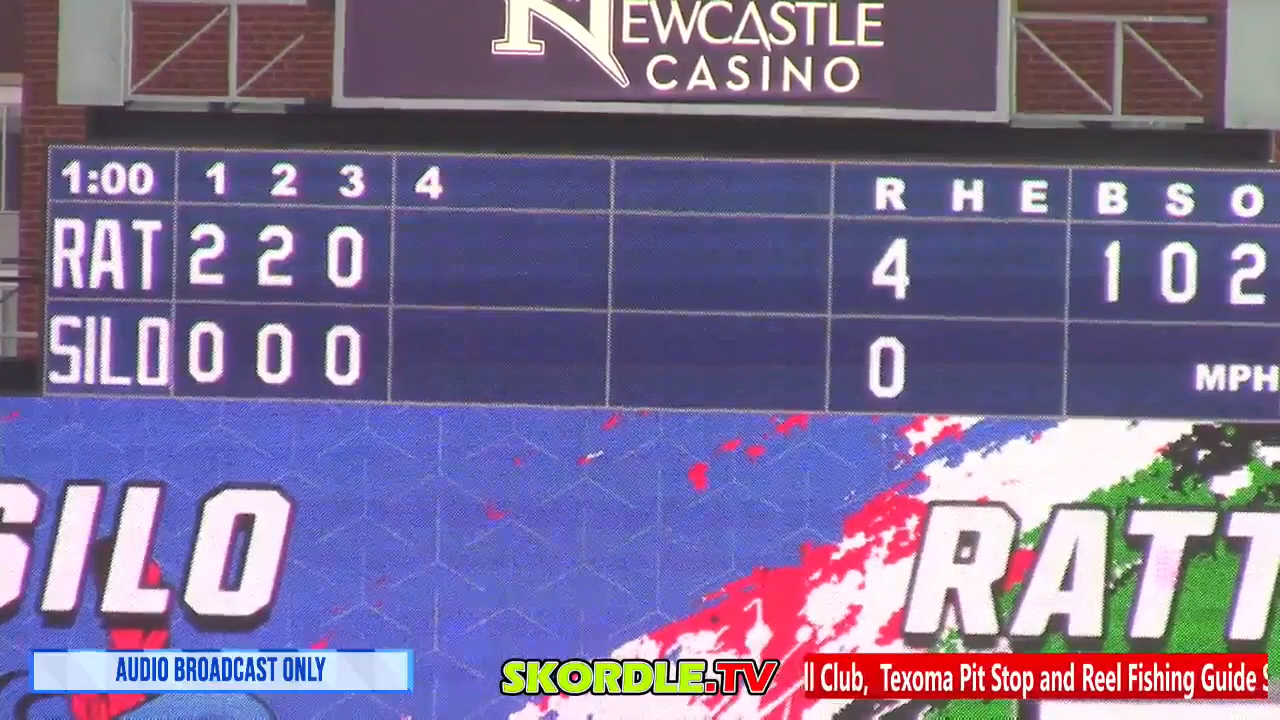 NEWCASTLE
CASINO
1:00 1 2 3 4 R H E B S O
RAT 2 2 0 4 1 0 2
SILO 0 0 0 0 MPH
SILO
RATT
AUDIO BROADCAST ONLY
SKORDLE.TV
ll Club, Texoma Pit Stop and Reel Fishing Guide S